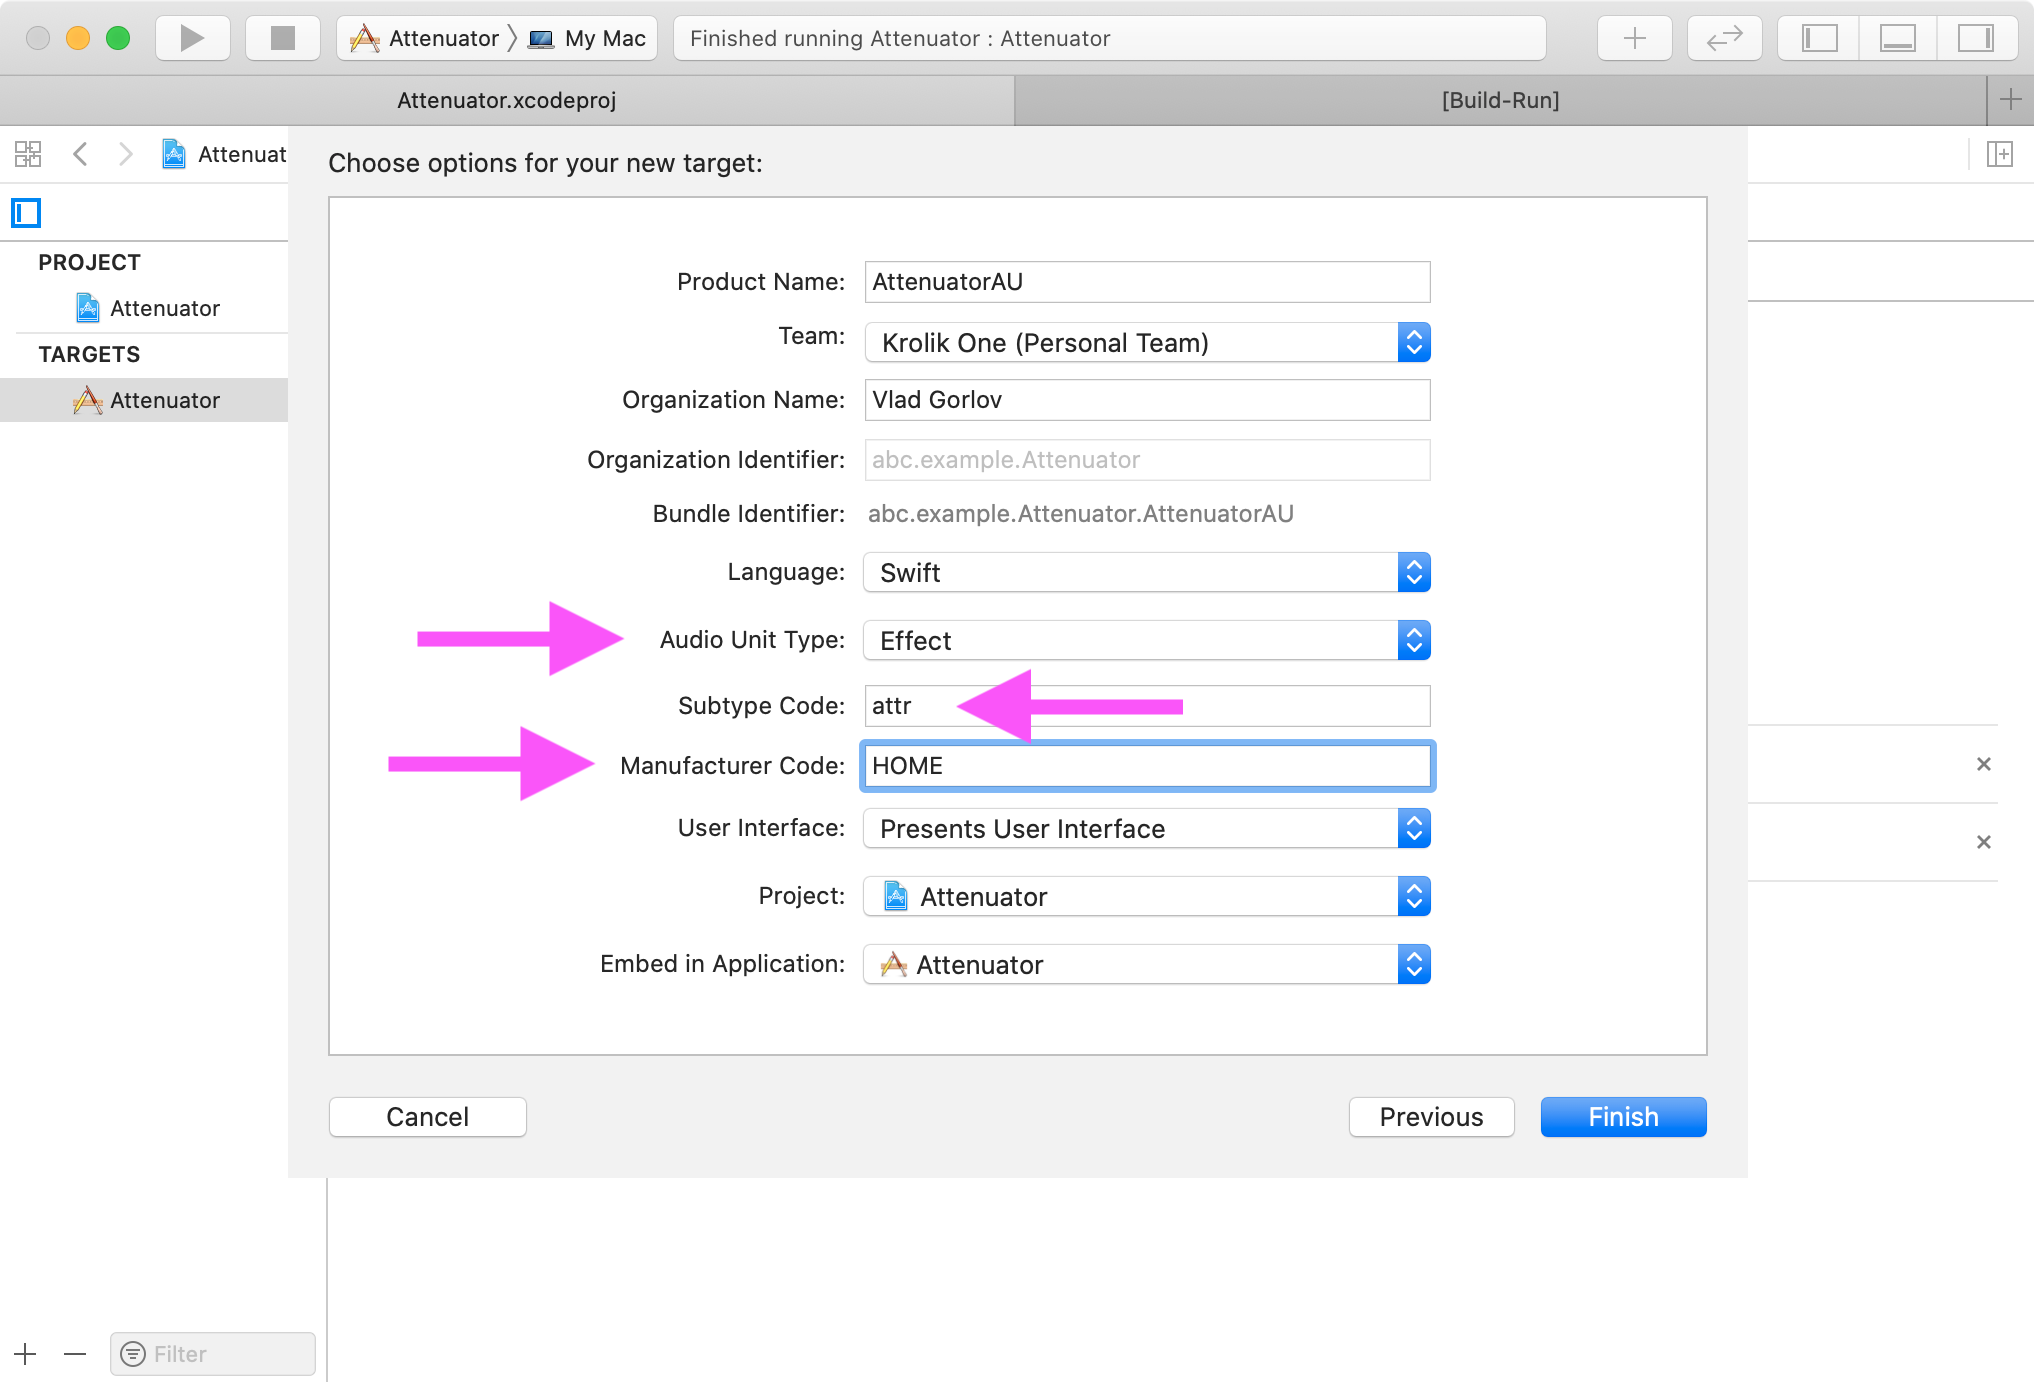 Attenuator My Mac
Finished running Attenuator : Attenuator
Attenuator.xcodeproj
[Build-Run]
Attenuat
Choose options for your new target:
PROJECT
Attenuator
TARGETS
Attenuator
Product Name: AttenuatorAU
Team: Krolik One (Personal Team)
Organization Name: Vlad Gorlov
Organization Identifier: abc.example.Attenuator
Bundle Identifier: abc.example.Attenuator.AttenuatorAU
Language: Swift
Audio Unit Type: Effect
Subtype Code: attr
Manufacturer Code: HOME
User Interface: Presents User Interface
Project: Attenuator
Embed in Application: Attenuator
Cancel
Previous
Finish
Filter